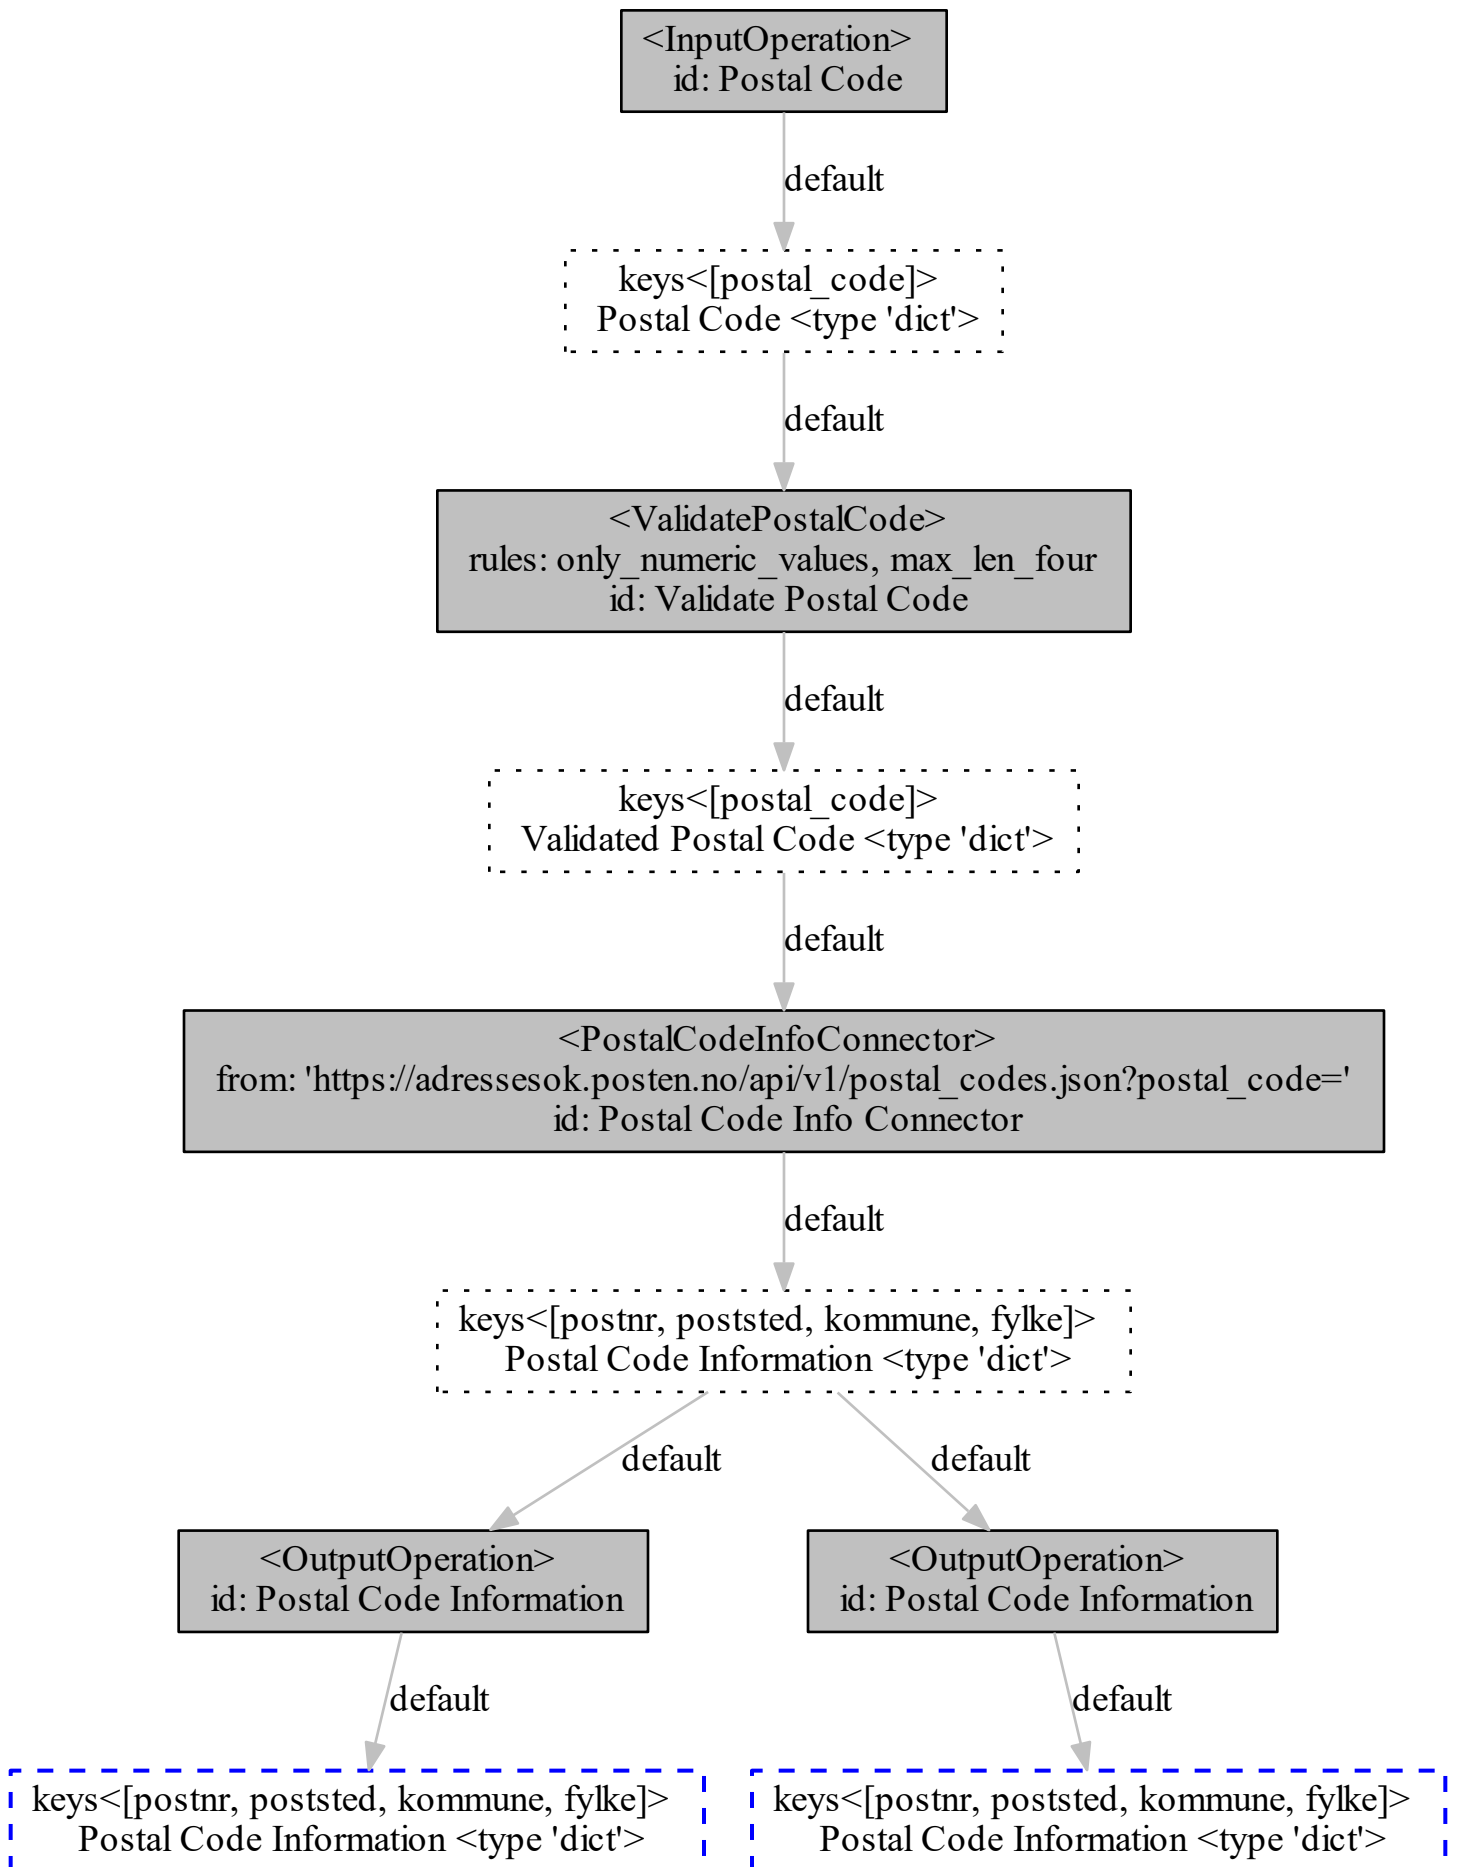 <InputOperation>
id: Postal Code
default
keys<[postal_code]>
Postal Code <type 'dict'>
default
<ValidatePostalCode>
rules: only_numeric_values, max_len_four
id: Validate Postal Code
default
keys<[postal_code]>
Validated Postal Code <type 'dict'>
default
<PostalCodeInfoConnector>
from: 'https://adressesok.posten.no/api/v1/postal_codes.json?postal_code='
id: Postal Code Info Connector
default
keys<[postnr, poststed, kommune, fylke]>
Postal Code Information <type 'dict'>
default
default
<OutputOperation>
id: Postal Code Information
<OutputOperation>
id: Postal Code Information
default
default
keys<[postnr, poststed, kommune, fylke]>
Postal Code Information <type 'dict'>
keys<[postnr, poststed, kommune, fylke]>
Postal Code Information <type 'dict'>